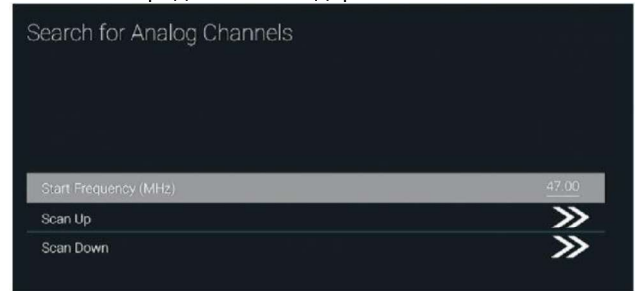 Search for Analog Channels
Start Frequency (MHz) 47.00
Scan Up
Scan Down